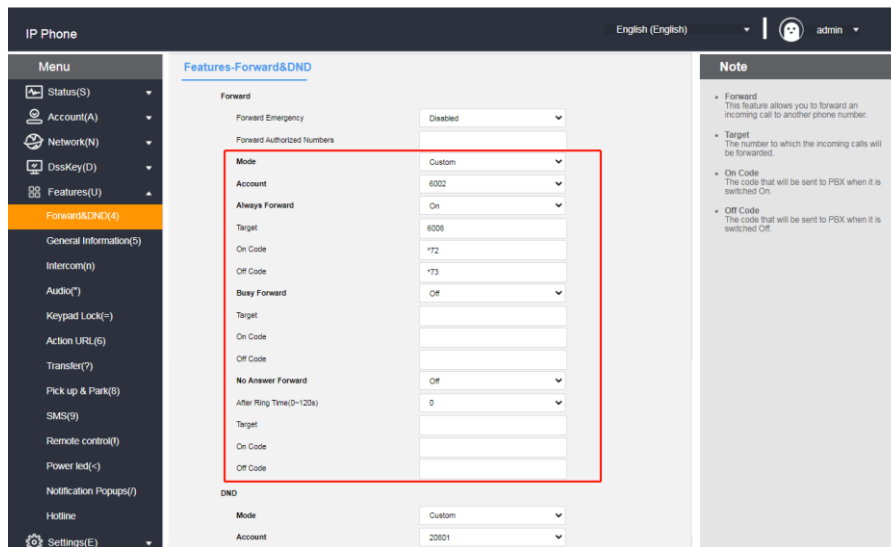 IP Phone
English (English)
admin
Menu
Status(S)
Account(A)
Network(N)
DssKey(D)
Features(U)
Forward&DND(4)
General Information(5)
Intercom(n)
Audio(")
Keypad Lock(=)
Action URL(6)
Transfer(?)
Pick up & Park(8)
SMS(9)
Remote control(!)
Power led(<)
Notification Popups(/)
Hotline
Settings(E)
Features-Forward&DND
Forward
Forward Emergency Disabled
Forward Authorized Numbers
Mode Custom
Account 6002
Always Forward On
Target 6008
On Code *72
Off Code *73
Busy Forward Off
Target
On Code
Off Code
No Answer Forward Off
After Ring Time(0~120s) 0
Target
On Code
Off Code
DND
Mode Custom
Account 20801
Note
Forward
This feature allows you to forward an
incoming call to another phone number.
Target
The number to which the incoming calls will
be forwarded.
On Code
The code that will be sent to PBX when it is
switched On.
Off Code
The code that will be sent to PBX when it is
switched Off.